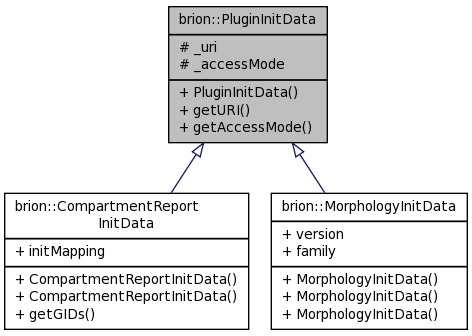 brion::PluginInitData
# _uri
# _accessMode
+ PluginInitData()
+ getURI()
+ getAccessMode()
brion::CompartmentReport
InitData
+ initMapping
+ CompartmentReportInitData()
+ CompartmentReportInitData()
+ getGIDs()
brion::MorphologyInitData
+ version
+ family
+ MorphologyInitData()
+ MorphologyInitData()
+ MorphologyInitData()